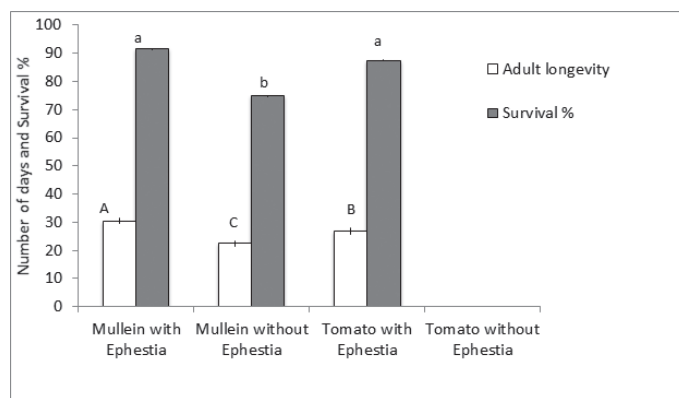 100
90
80
70
60
50
40
30
20
10
0
Number of days and Survival %
A
a
C
b
B
a
Adult longevity
Survival %
Mullein with
Ephestia
Mullein without
Ephestia
Tomato with
Ephestia
Tomato without
Ephestia